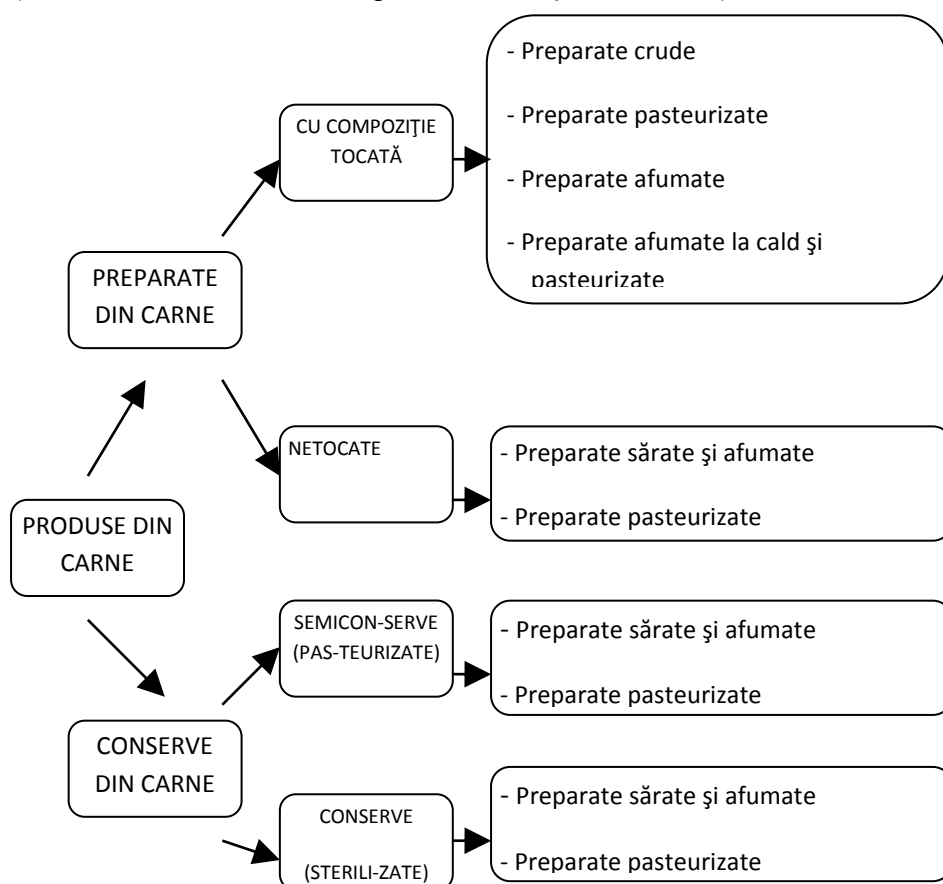 - Preparate crude
- Preparate pasteurizate
- Preparate afumate
- Preparate afumate la cald şi
pasteurizate
CU COMPOZIŢIE
TOCATĂ
PREPARATE
DIN CARNE
NETOCATE
- Preparate sărate şi afumate
- Preparate pasteurizate
PRODUSE DIN
CARNE
SEMICON-SERVE
(PAS-TEURIZATE)
- Preparate sărate şi afumate
- Preparate pasteurizate
CONSERVE
DIN CARNE
CONSERVE
(STERILI-ZATE)
- Preparate sărate şi afumate
- Preparate pasteurizate